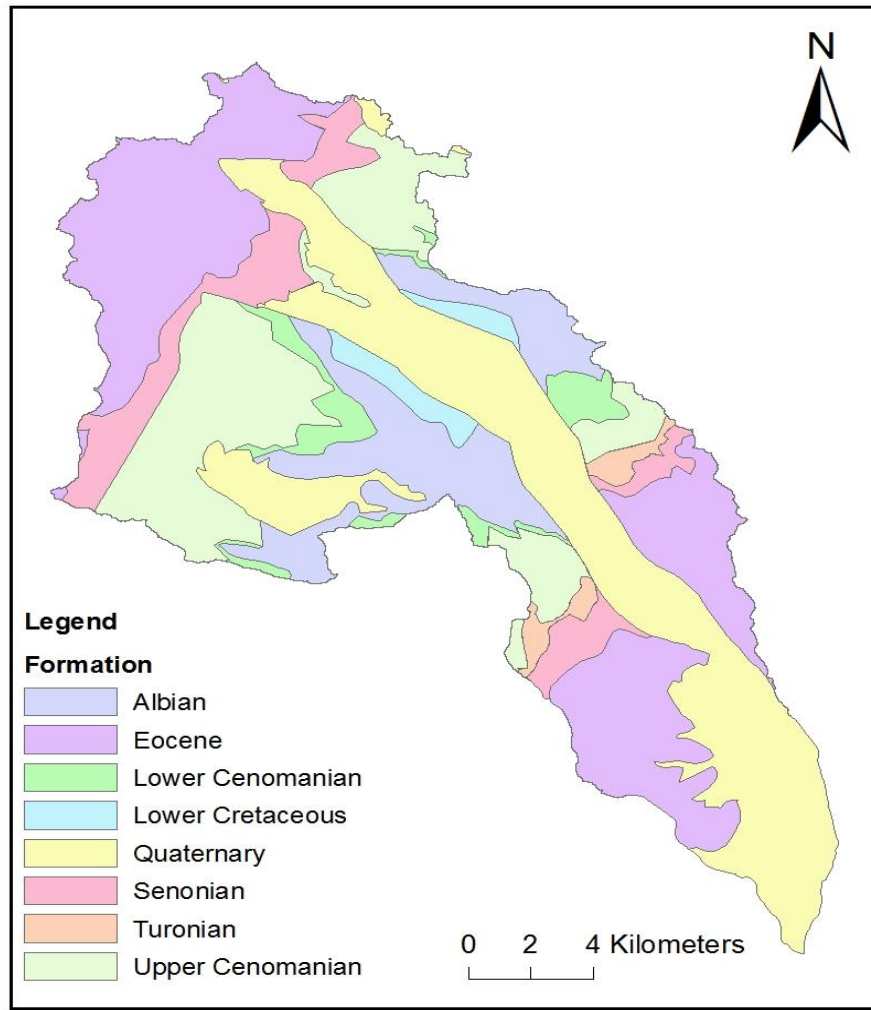 N
Legend
Formation
Albian
Eocene
Lower Cenomanian
Lower Cretaceous
Quaternary
Senonian
Turonian
Upper Cenomanian
0 2 4 Kilometers